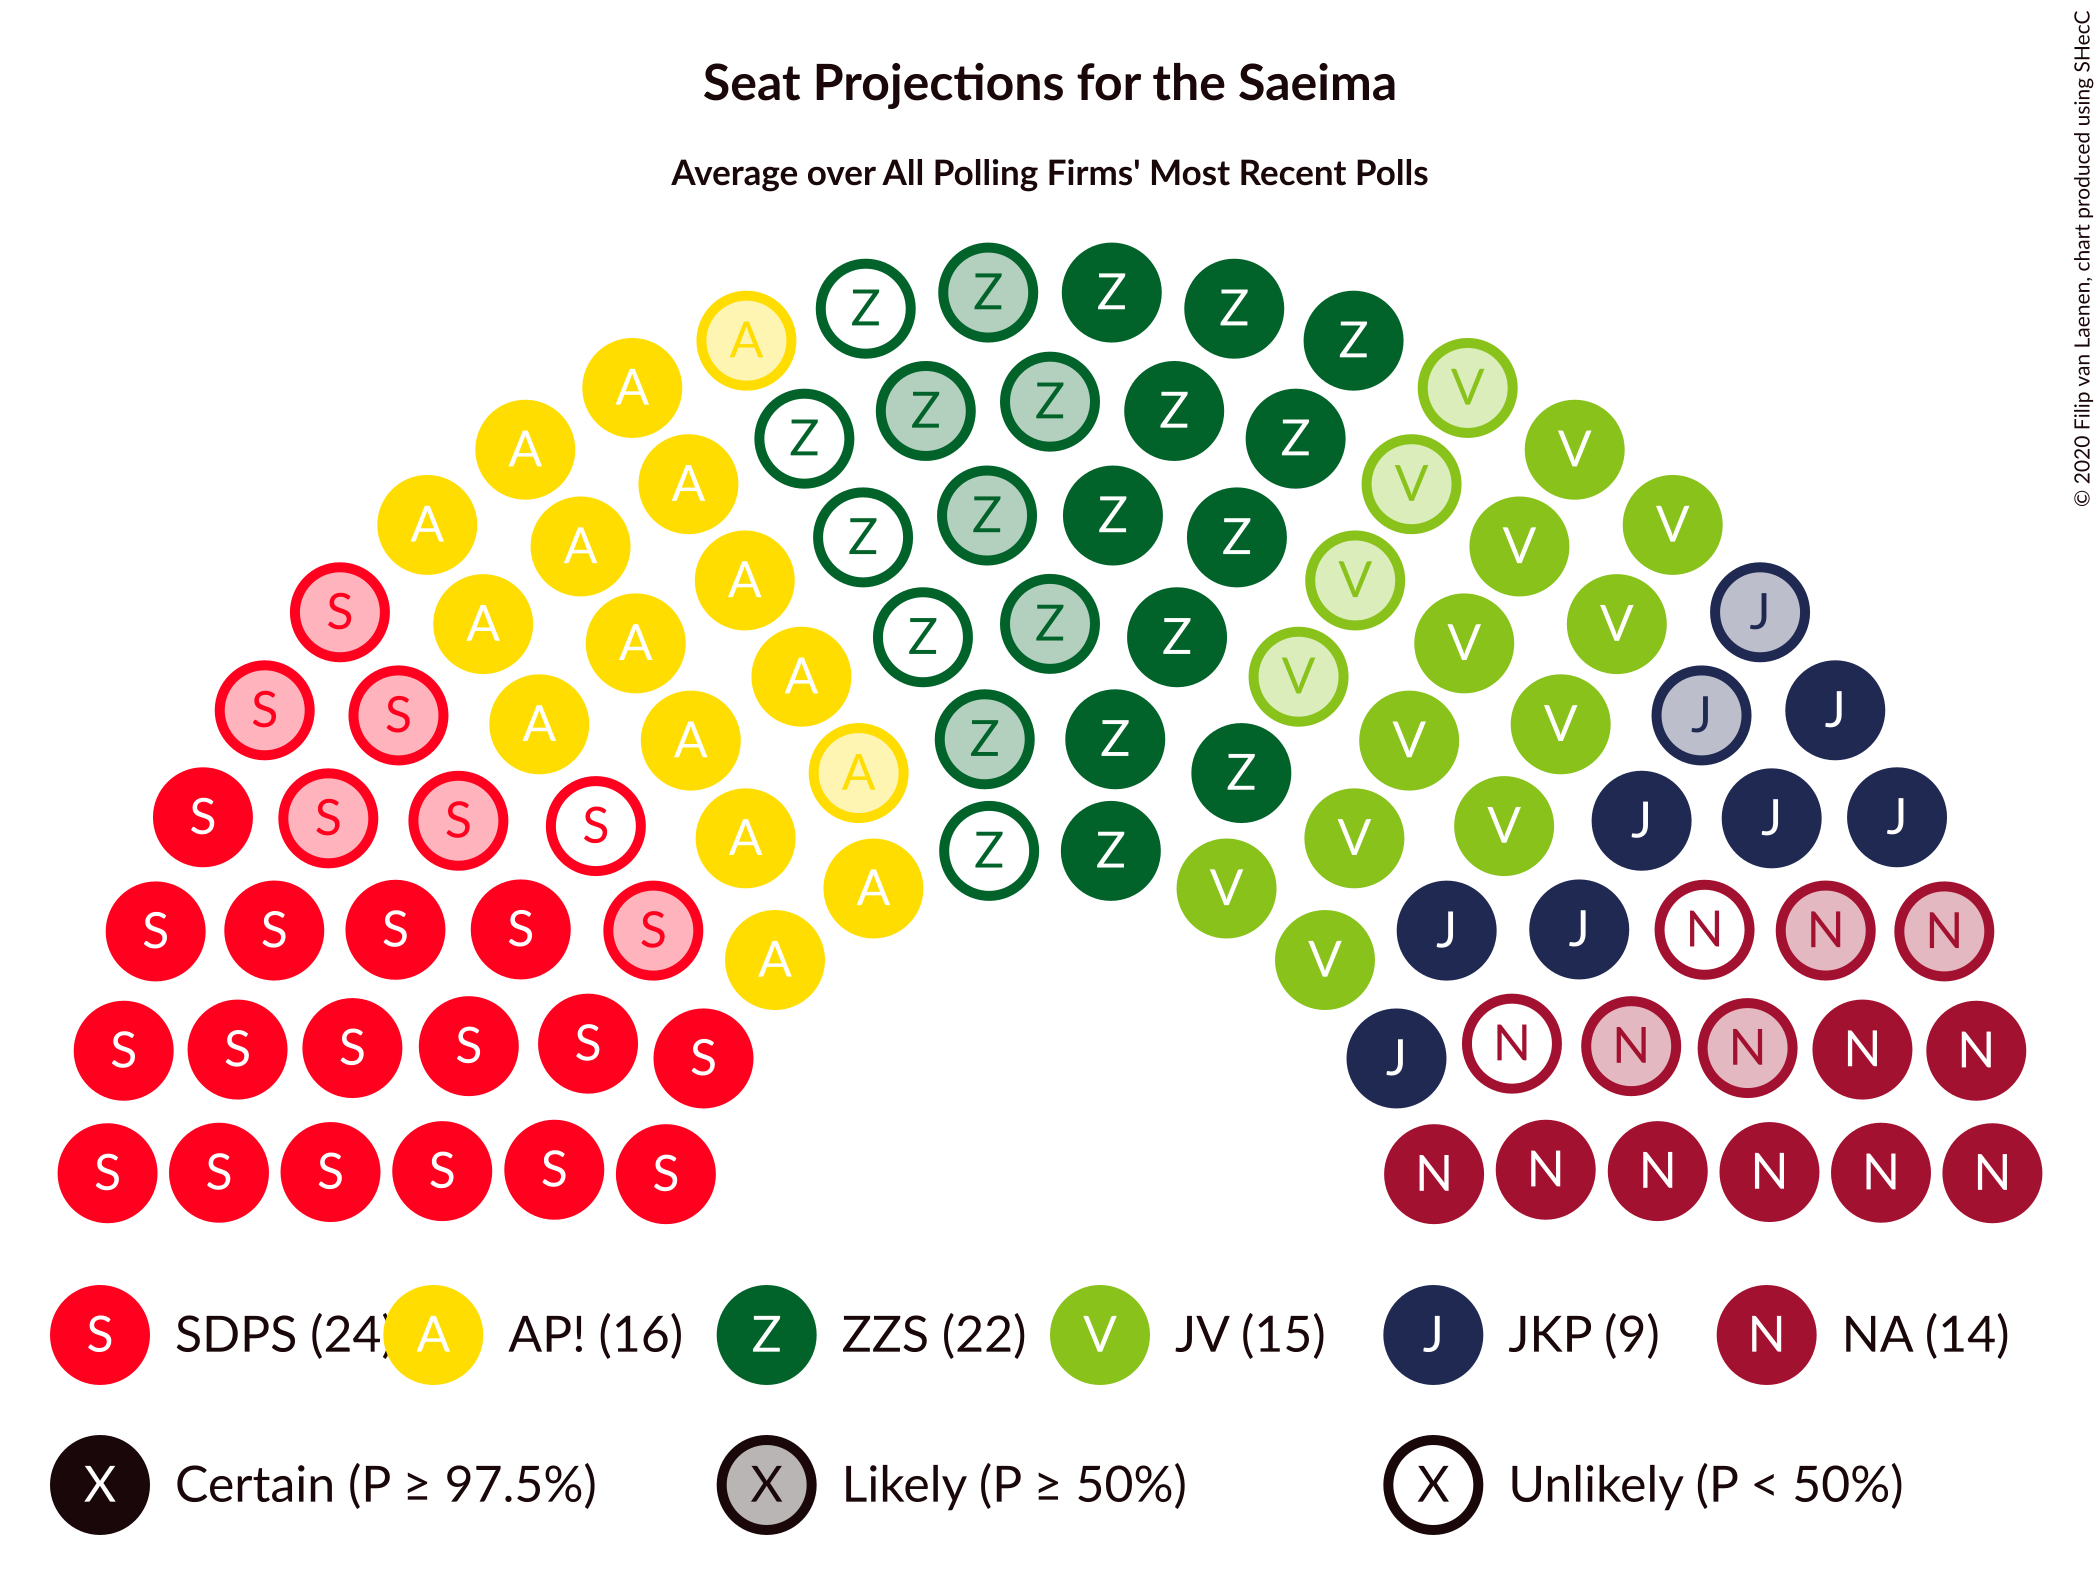 © 2020 Filip van Laenen, chart produced using SHecC
Seat Projections for the Saeima
Average over All Polling Firms' Most Recent Polls
A Z Z Z Z Z
A Z Z Z Z Z V
A A Z Z Z Z V V
A A A Z Z Z V V V
S A A A Z Z V V V J
S S A A A Z V V J J
S S S S A A Z Z V V V J J J
S S S S S A V J J N N N
S S S S S S J N N N N N
S S S S S S N N N N N N
S SDPS (24) A AP! (16) Z ZZS (22) V JV (15) J JKP (9) N NA (14)
X Certain (P ≥ 97.5%) X Likely (P ≥ 50%) X Unlikely (P < 50%)